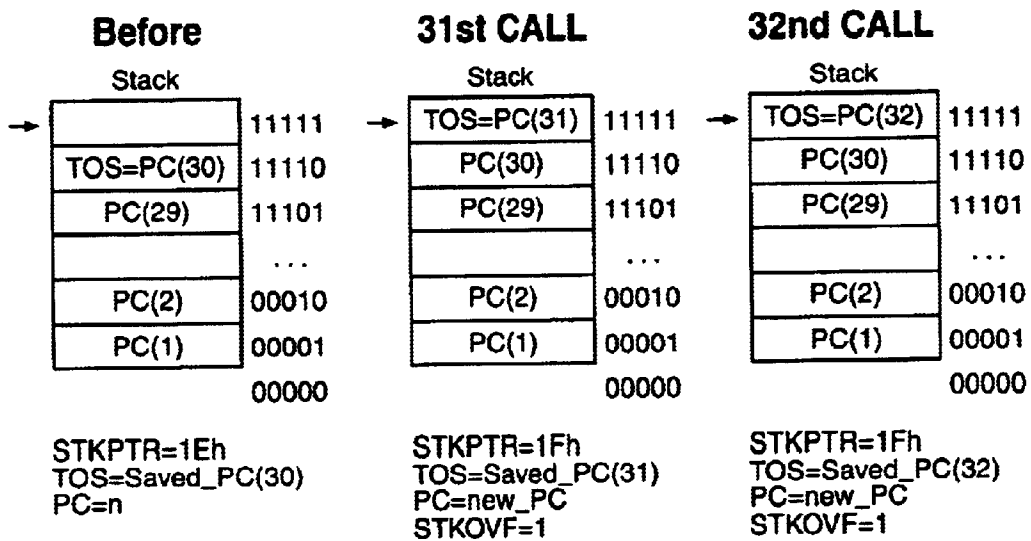 Before
Stack
11111
TOS=PC(30) 11110
PC(29) 11101
...
PC(2) 00010
PC(1) 00001
00000
STKPTR=1Eh
TOS=Saved_PC(30)
PC=n
31st CALL
Stack
TOS=PC(31) 11111
PC(30) 11110
PC(29) 11101
...
PC(2) 00010
PC(1) 00001
00000
STKPTR=1Fh
TOS=Saved_PC(31)
PC=new_PC
STKOVF=1
32nd CALL
Stack
TOS=PC(32) 11111
PC(30) 11110
PC(29) 11101
...
PC(2) 00010
PC(1) 00001
00000
STKPTR=1Fh
TOS=Saved_PC(32)
PC=new_PC
STKOVF=1